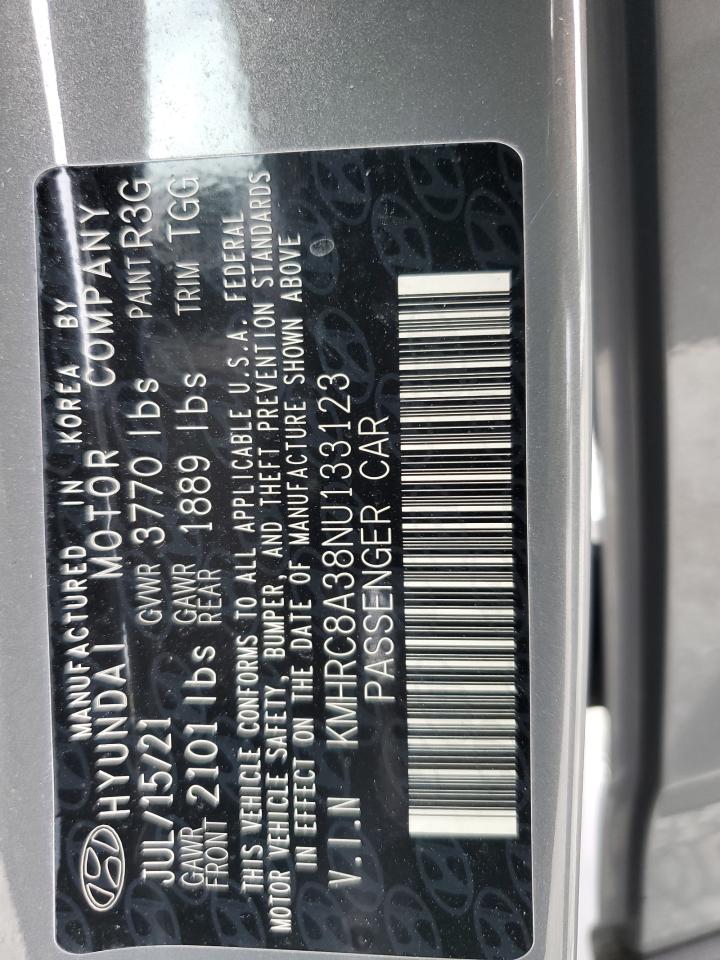 MANUFACTURED IN KOREA BY
HYUNDAI MOTOR COMPANY
JUL/15/21 GVWR 3770 lbs PAINT R3G
GAWR FRONT 2101 lbs GAWR REAR 1889 lbs TRIM TGG
THIS VEHICLE CONFORMS TO ALL APPLICABLE U.S.A. FEDERAL
MOTOR VEHICLE SAFETY, BUMPER, AND THEFT PREVENTION STANDARDS
IN EFFECT ON THE DATE OF MANUFACTURE SHOWN ABOVE
V.I.N KMHRC8A38NU133123
PASSENGER CAR